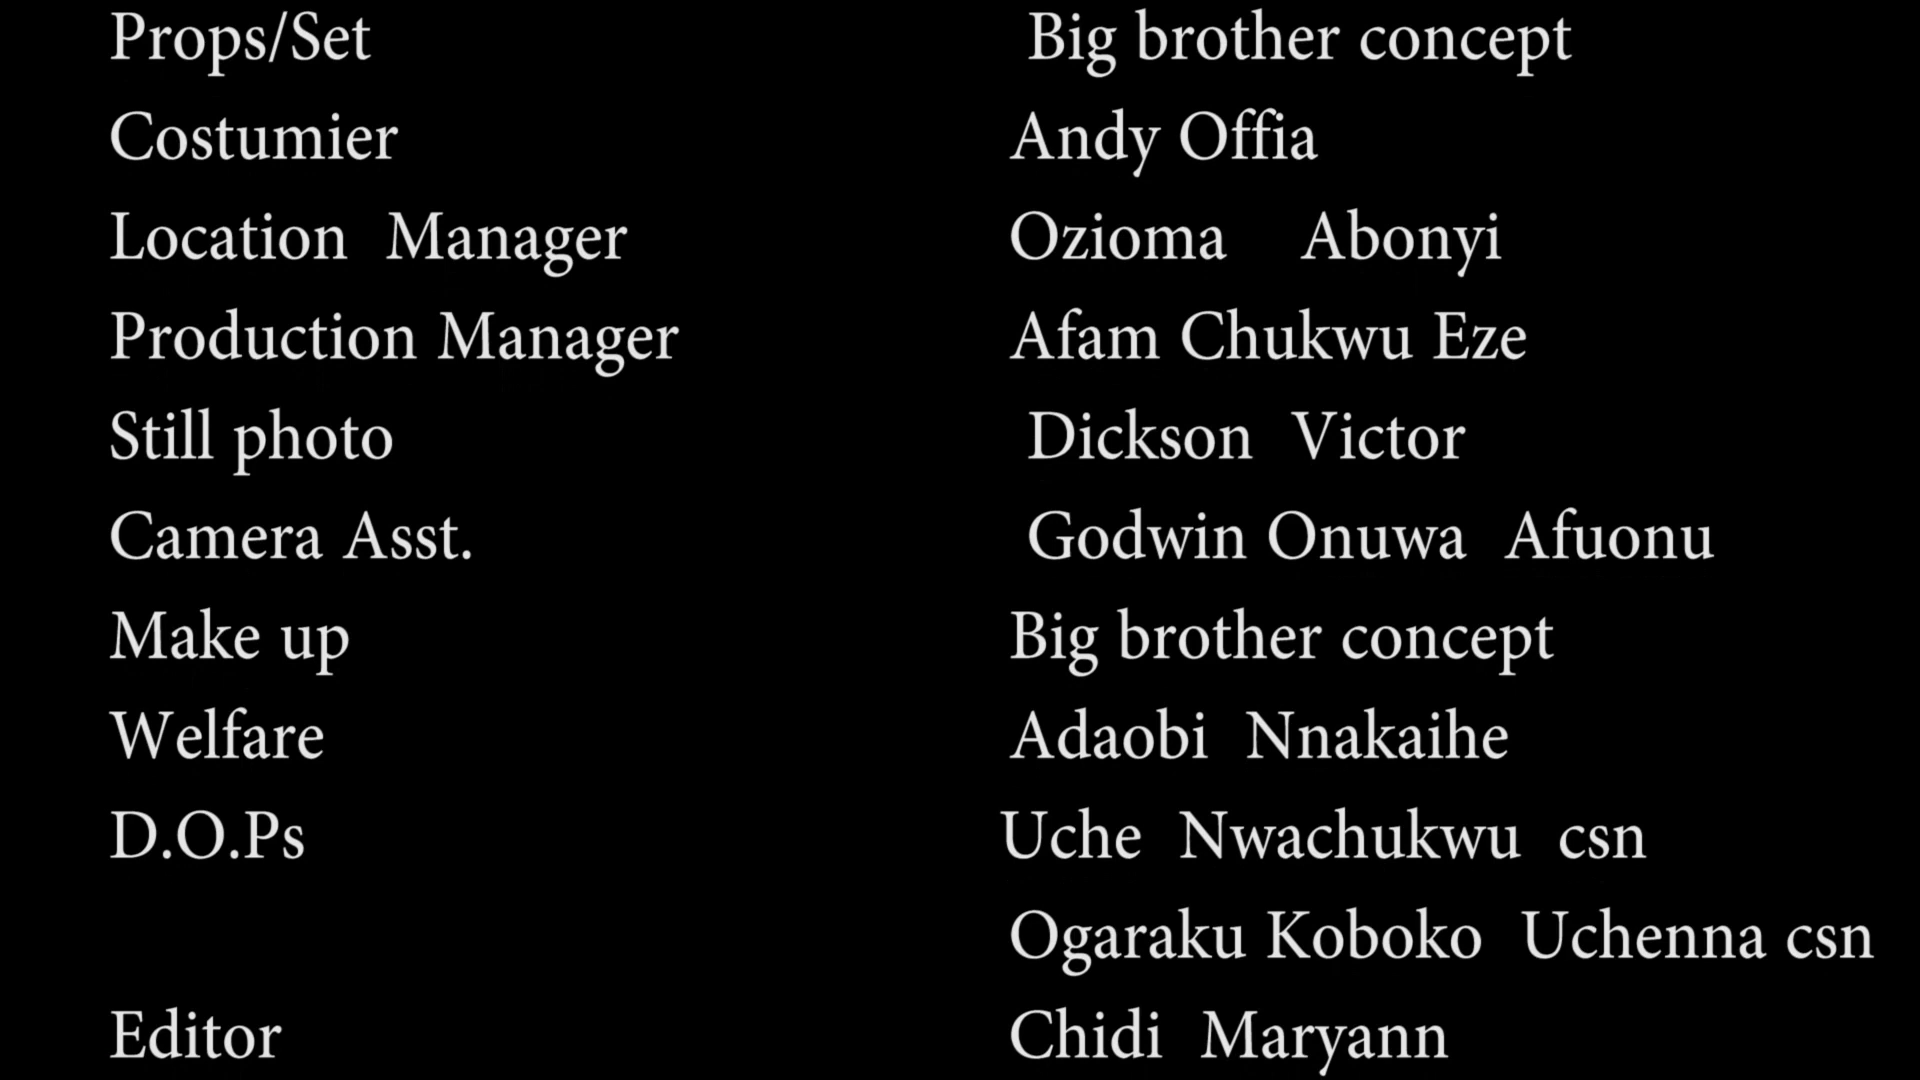 Props/Set Big brother concept
Costumier Andy Offia
Location Manager Ozioma Abonyi
Production Manager Afam Chukwu Eze
Still photo Dickson Victor
Camera Asst. Godwin Onuwa Afuonu
Make up Big brother concept
Welfare Adaobi Nnakaihe
D.O.Ps Uche Nwachukwu csn
Ogaraku Koboko Uchenna csn
Editor Chidi Maryann